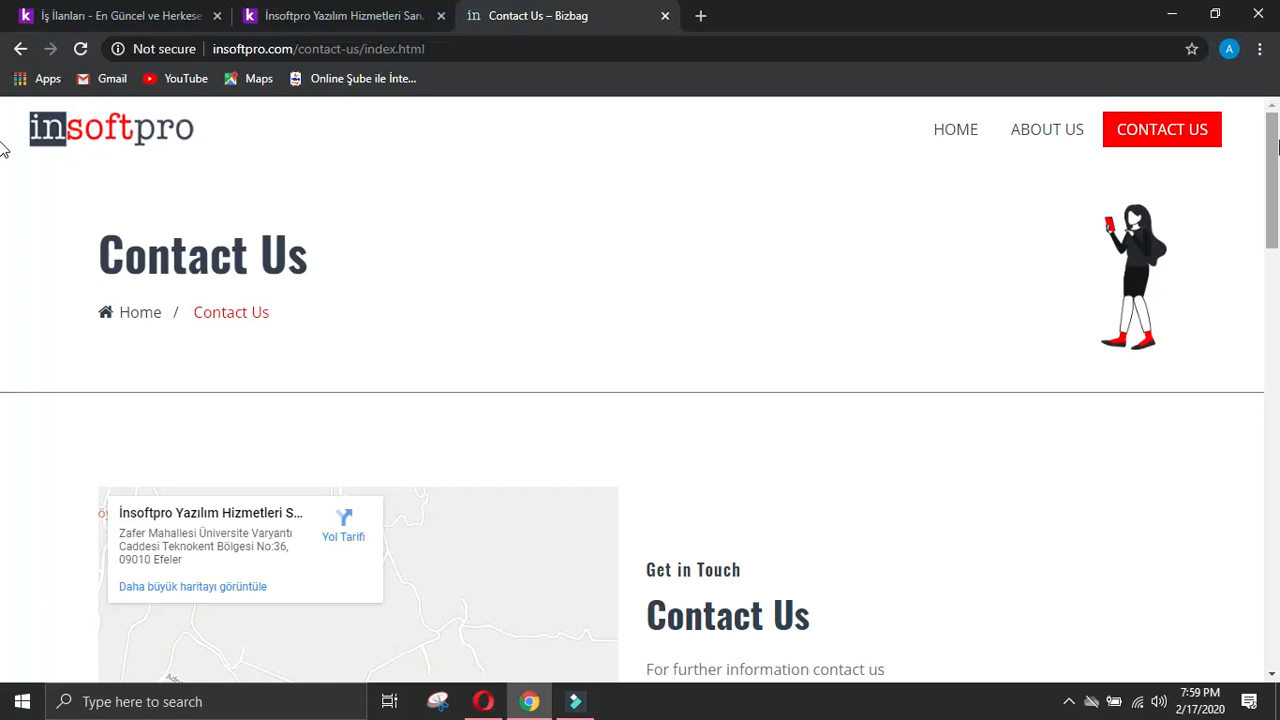 İş İlanları - En Güncel ve Herkese
İnsoftpro Yazılım Hizmetleri San.
Contact Us – Bizbag
Not secure
insoftpro.com/contact-us/index.html
A
Apps
Gmail
YouTube
Maps
Online Şube ile İnte...
insoftpro
HOME
ABOUT US
CONTACT US
Contact Us
Home / Contact Us
İnsoftpro Yazılım Hizmetleri S...
Zafer Mahallesi Üniversite Varyantı
Caddesi Teknokent Bölgesi No:36,
09010 Efeler
Yol Tarifi
Daha büyük haritayı görüntüle
Get in Touch
Contact Us
For further information contact us
Type here to search
7:59 PM
2/17/2020